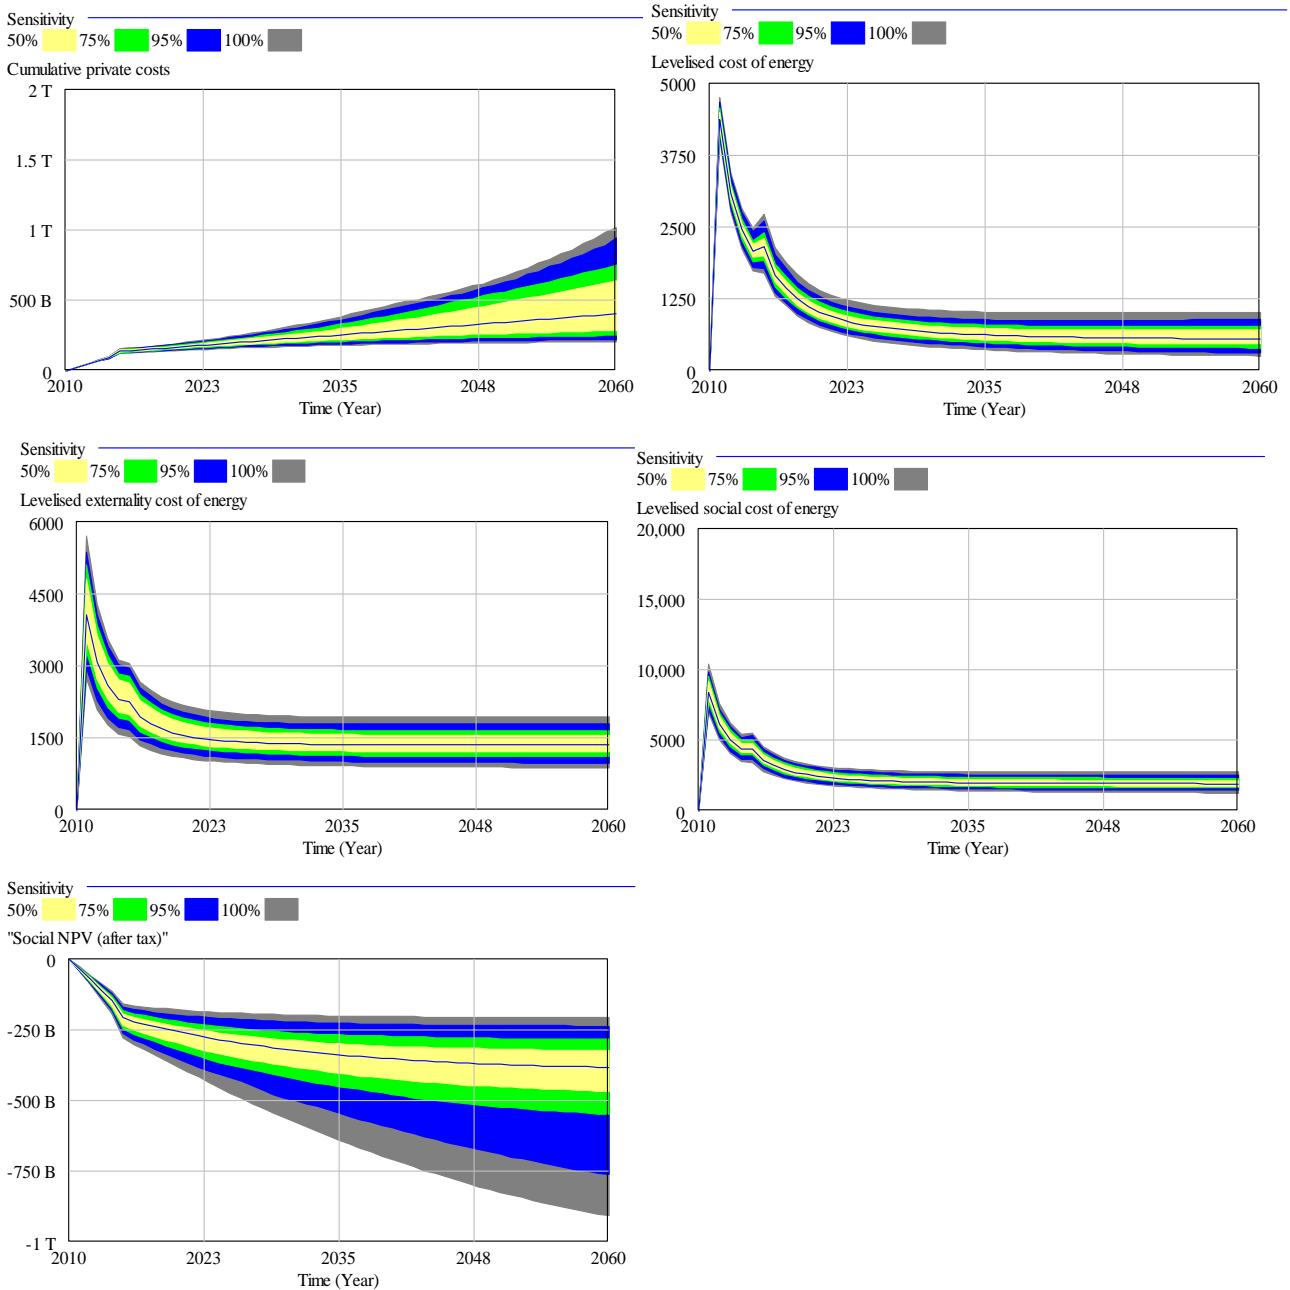 Sensitivity
50% 75% 95% 100%
Cumulative private costs
2 T
1.5 T
1 T
500 B
0
2010 2023 2035 2048 2060
Time (Year)
Sensitivity
50% 75% 95% 100%
Levelised cost of energy
5000
3750
2500
1250
0
2010 2023 2035 2048 2060
Time (Year)
Sensitivity
50% 75% 95% 100%
Levelised externality cost of energy
6000
4500
3000
1500
0
2010 2023 2035 2048 2060
Time (Year)
Sensitivity
50% 75% 95% 100%
Levelised social cost of energy
20,000
15,000
10,000
5000
0
2010 2023 2035 2048 2060
Time (Year)
Sensitivity
50% 75% 95% 100%
"Social NPV (after tax)"
0
-250 B
-500 B
-750 B
-1 T
2010 2023 2035 2048 2060
Time (Year)